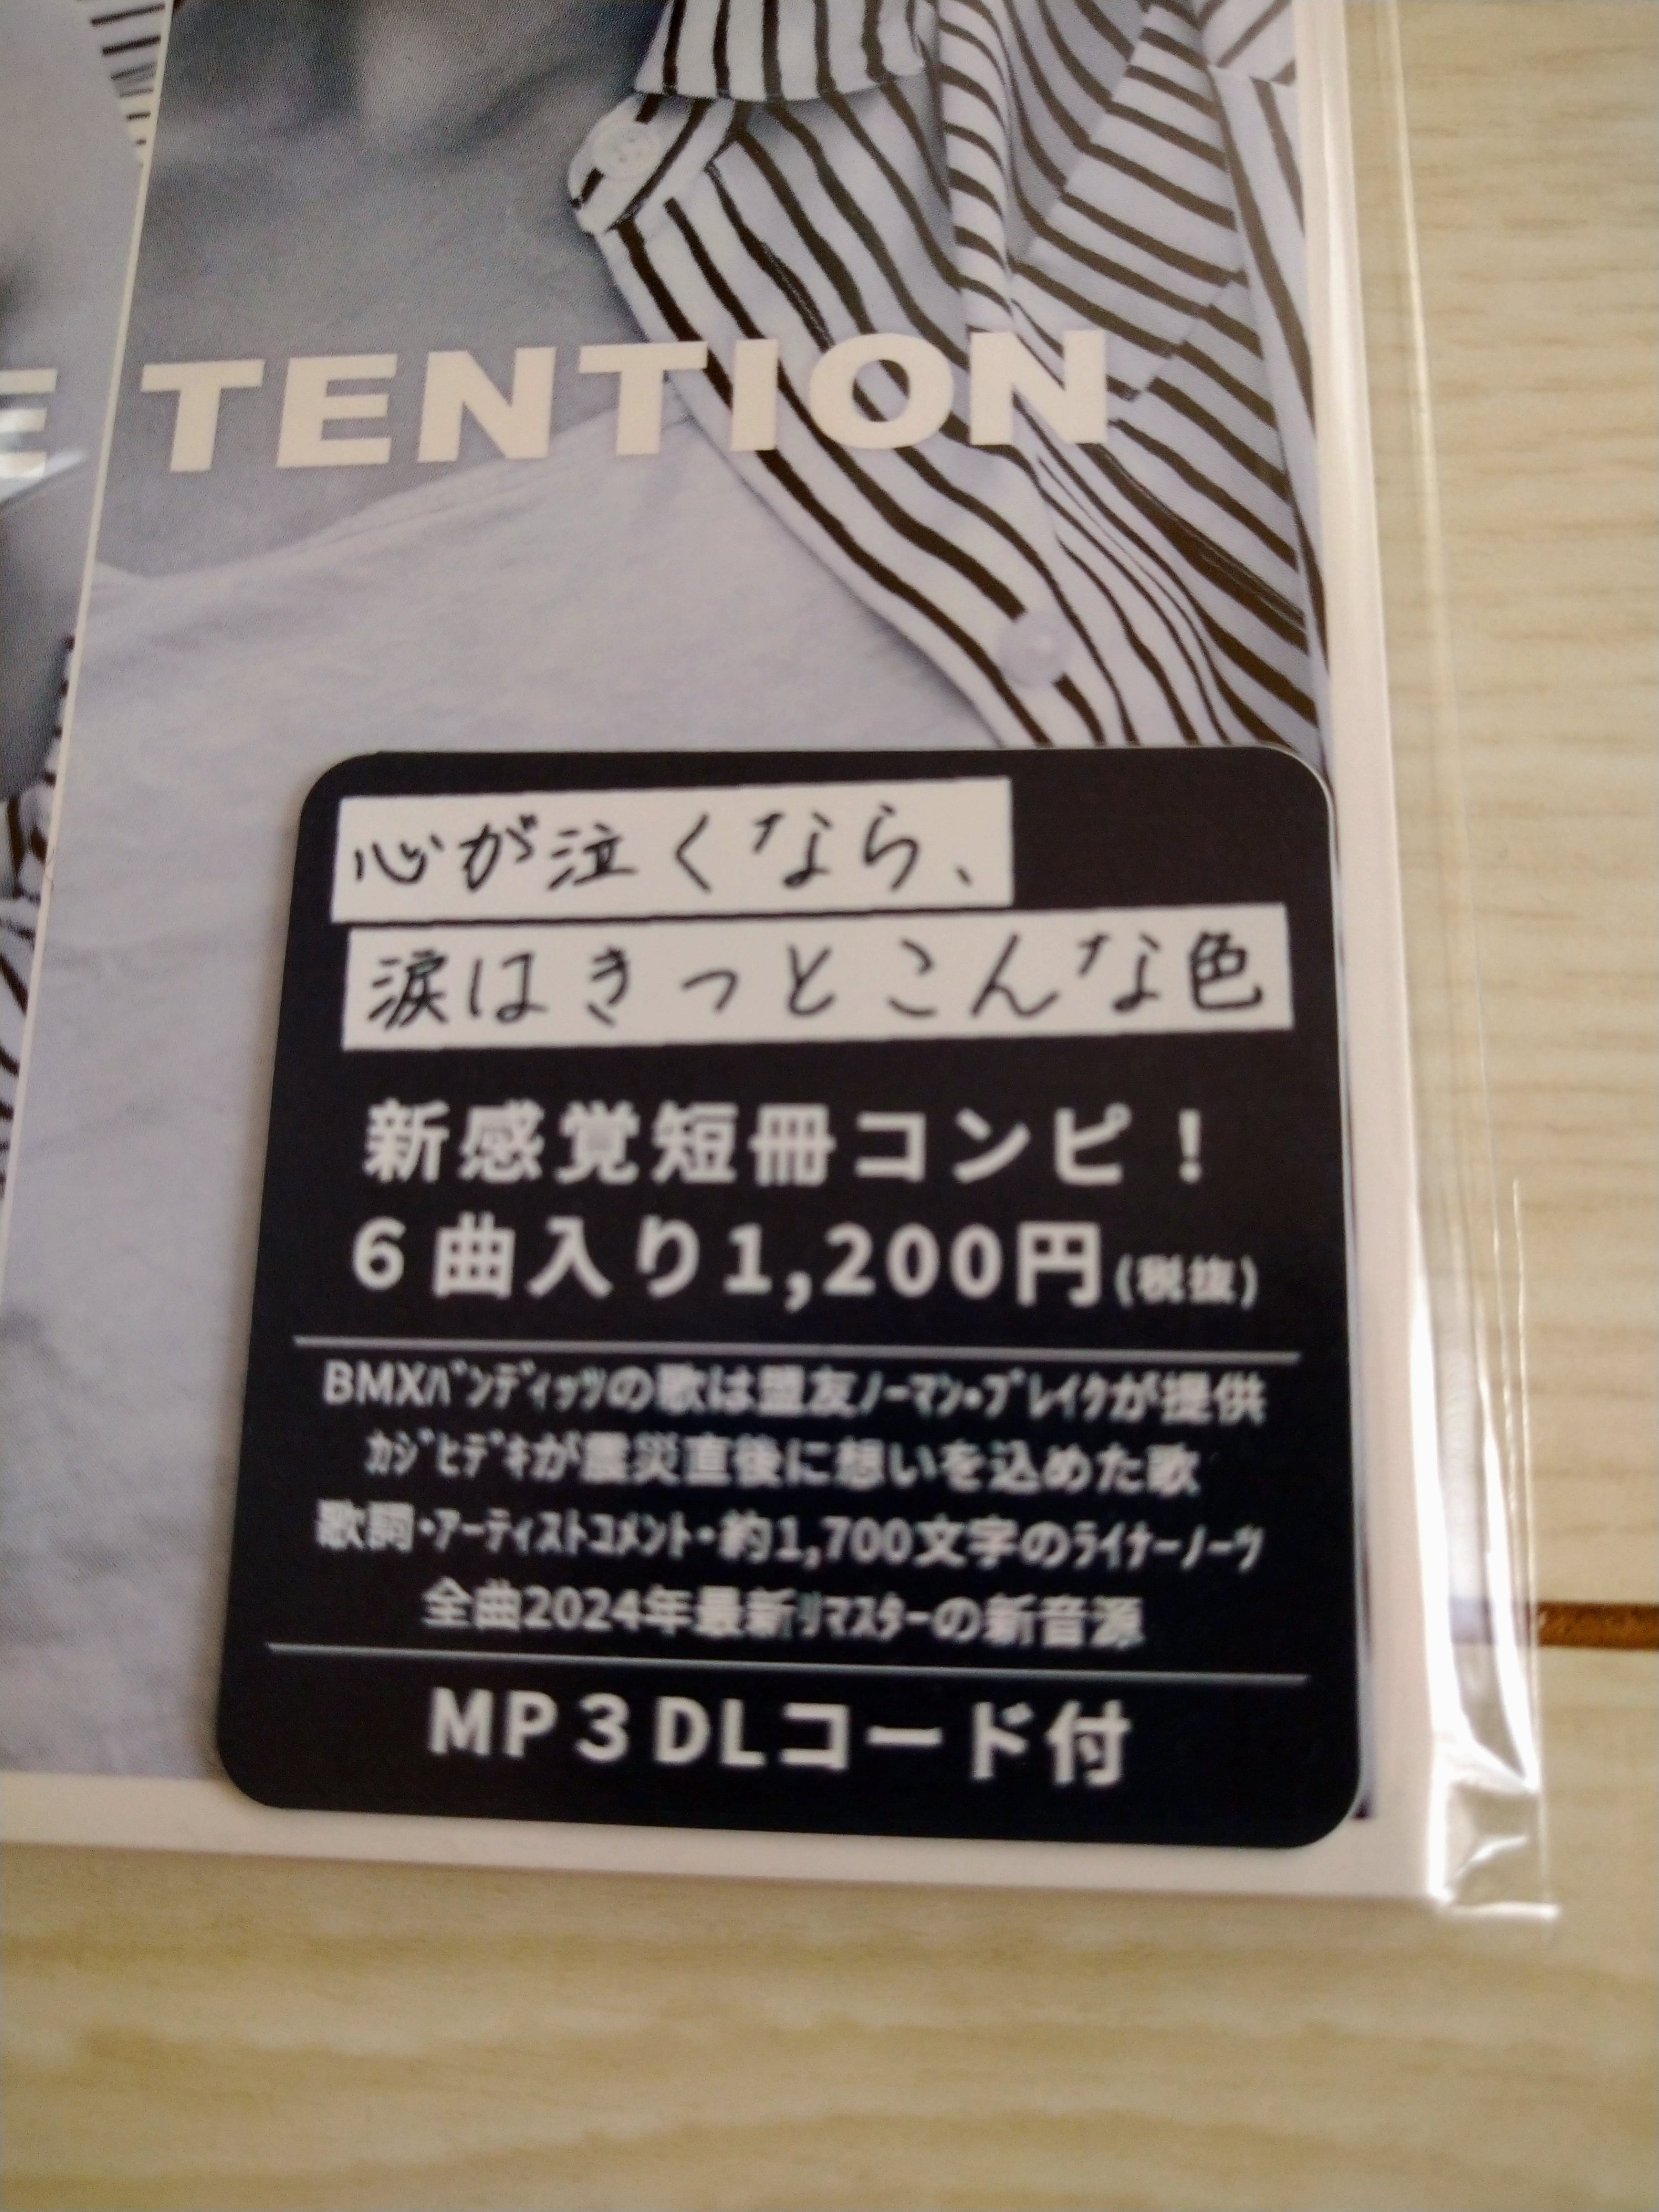 E TENTION
心が泣くなら、
涙はきっとこんな色
新感覚短冊コンピ！
6曲入り1,200円(税抜)
BMXﾊﾞﾝﾃﾞｨｯﾂの歌は盟友ﾉｰﾏﾝ・ﾌﾞﾚｲｸが提供
ｶｼﾞﾋﾃﾞｷが震災直後に想いを込めた歌
歌詞・ｱｰﾃｨｽﾄｺﾒﾝﾄ・約1,700文字のﾗｲﾅｰﾉｰﾂ
全曲2024年最新ﾘﾏｽﾀｰの新音源
MP3DLコード付